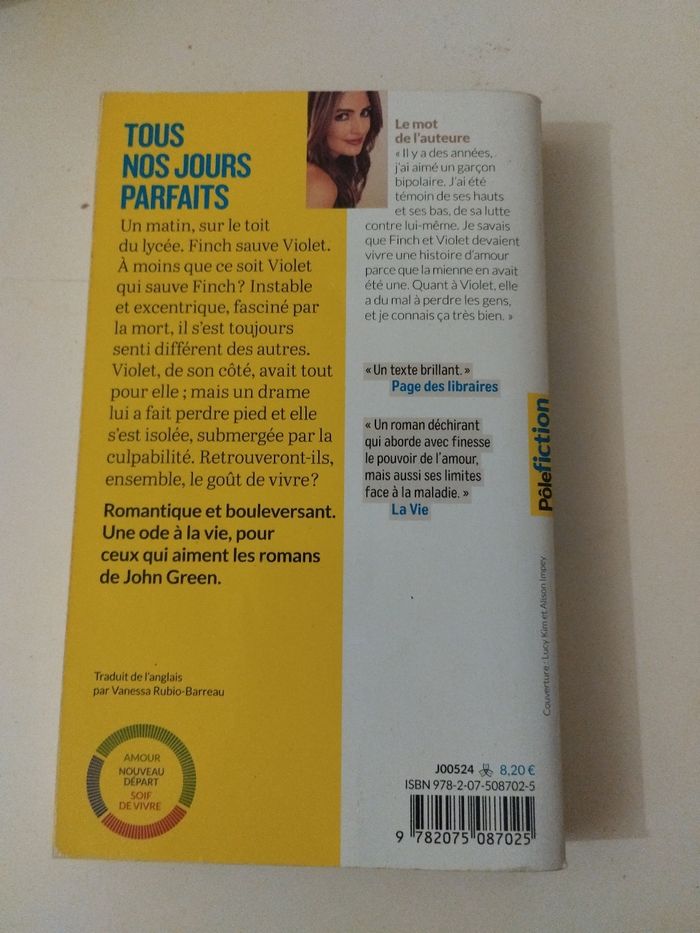 TOUS
NOS JOURS
PARFAITS
Un matin, sur le toit
du lycée. Finch sauve Violet.
À moins que ce soit Violet
qui sauve Finch ? Instable
et excentrique, fasciné par
la mort, il s'est toujours
senti différent des autres.
Violet, de son côté, avait tout
pour elle ; mais un drame
lui a fait perdre pied et elle
s'est isolée, submergée par la
culpabilité. Retrouveront-ils,
ensemble, le goût de vivre ?
Romantique et bouleversant.
Une ode à la vie, pour
ceux qui aiment les romans
de John Green.
Traduit de l'anglais
par Vanessa Rubio-Barreau
AMOUR
NOUVEAU
DÉPART
SOIF
DE VIVRE
Le mot
de l'auteure
« Il y a des années,
j'ai aimé un garçon
bipolaire. J'ai été
témoin de ses hauts
et ses bas, de sa lutte
contre lui-même. Je savais
que Finch et Violet devaient
vivre une histoire d'amour
parce que la mienne en avait
été une. Quant à Violet, elle
a du mal à perdre les gens,
et je connais ça très bien. »
« Un texte brillant. »
Page des libraires
« Un roman déchirant
qui aborde avec finesse
le pouvoir de l'amour,
mais aussi ses limites
face à la maladie. »
La Vie
Pôlefiction
Couverture : Lucy Kim et Alison Impey
J00524 8,20 €
ISBN 978-2-07-508702-5
9 782075 087025